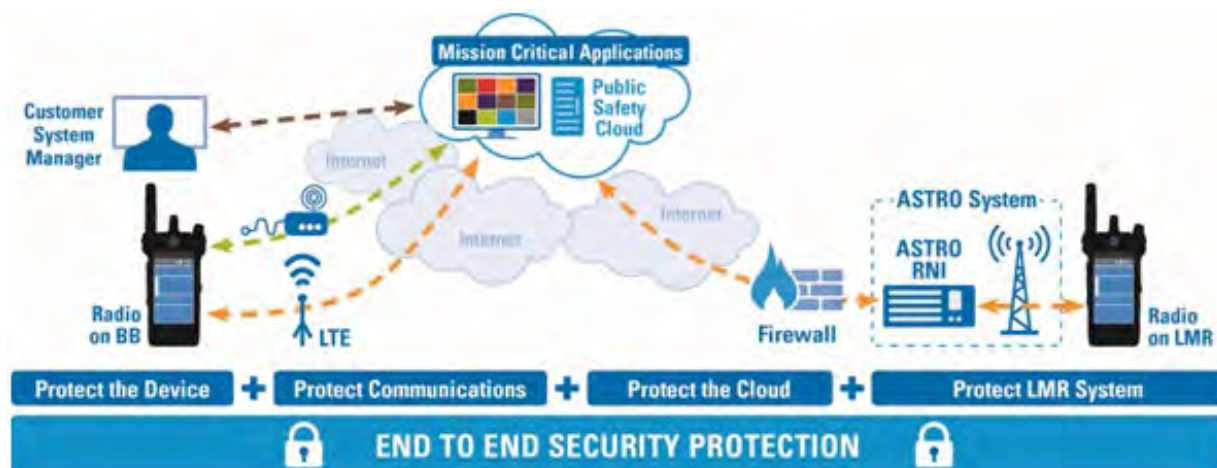 Mission Critical Applications
Public
Safety
Cloud
Customer
System
Manager
Internet
Internet
Internet
ASTRO System
ASTRO
RNI
Radio
on BB
LTE
Firewall
Radio
on LMR
Protect the Device + Protect Communications + Protect the Cloud + Protect LMR System
END TO END SECURITY PROTECTION